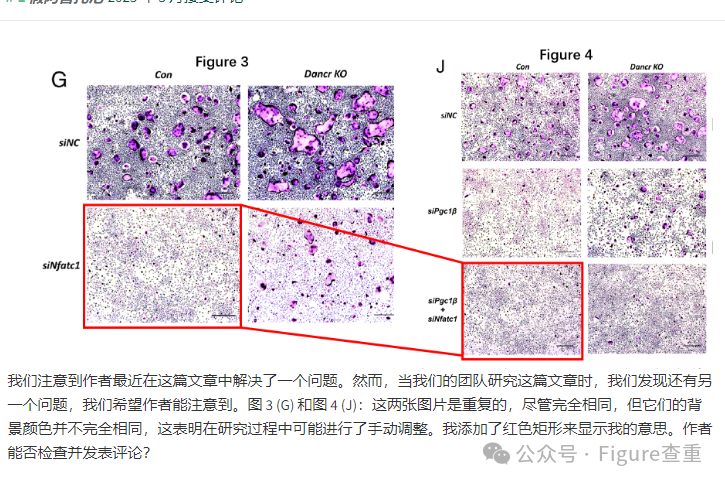 Figure 3
Figure 4
G
Con
Dancr KO
J
Con
Dancr KO
siNC
siNC
siPgc1β
siNfatc1
siPgc1β
+
siNfatc1
我们注意到作者最近在这篇文章中解决了一个问题。然而，当我们的团队研究这篇文章时，我们发现还有另
一个问题，我们希望作者能注意到。图 3 (G) 和图 4 (J)：这两张图片是重复的，尽管完全相同，但它们的背
景颜色并不完全相同，这表明在研究过程中可能进行了手动调整。我添加了红色矩形来显示我的意思。作者
能否检查并发表评论？
公众号 · Figure查重